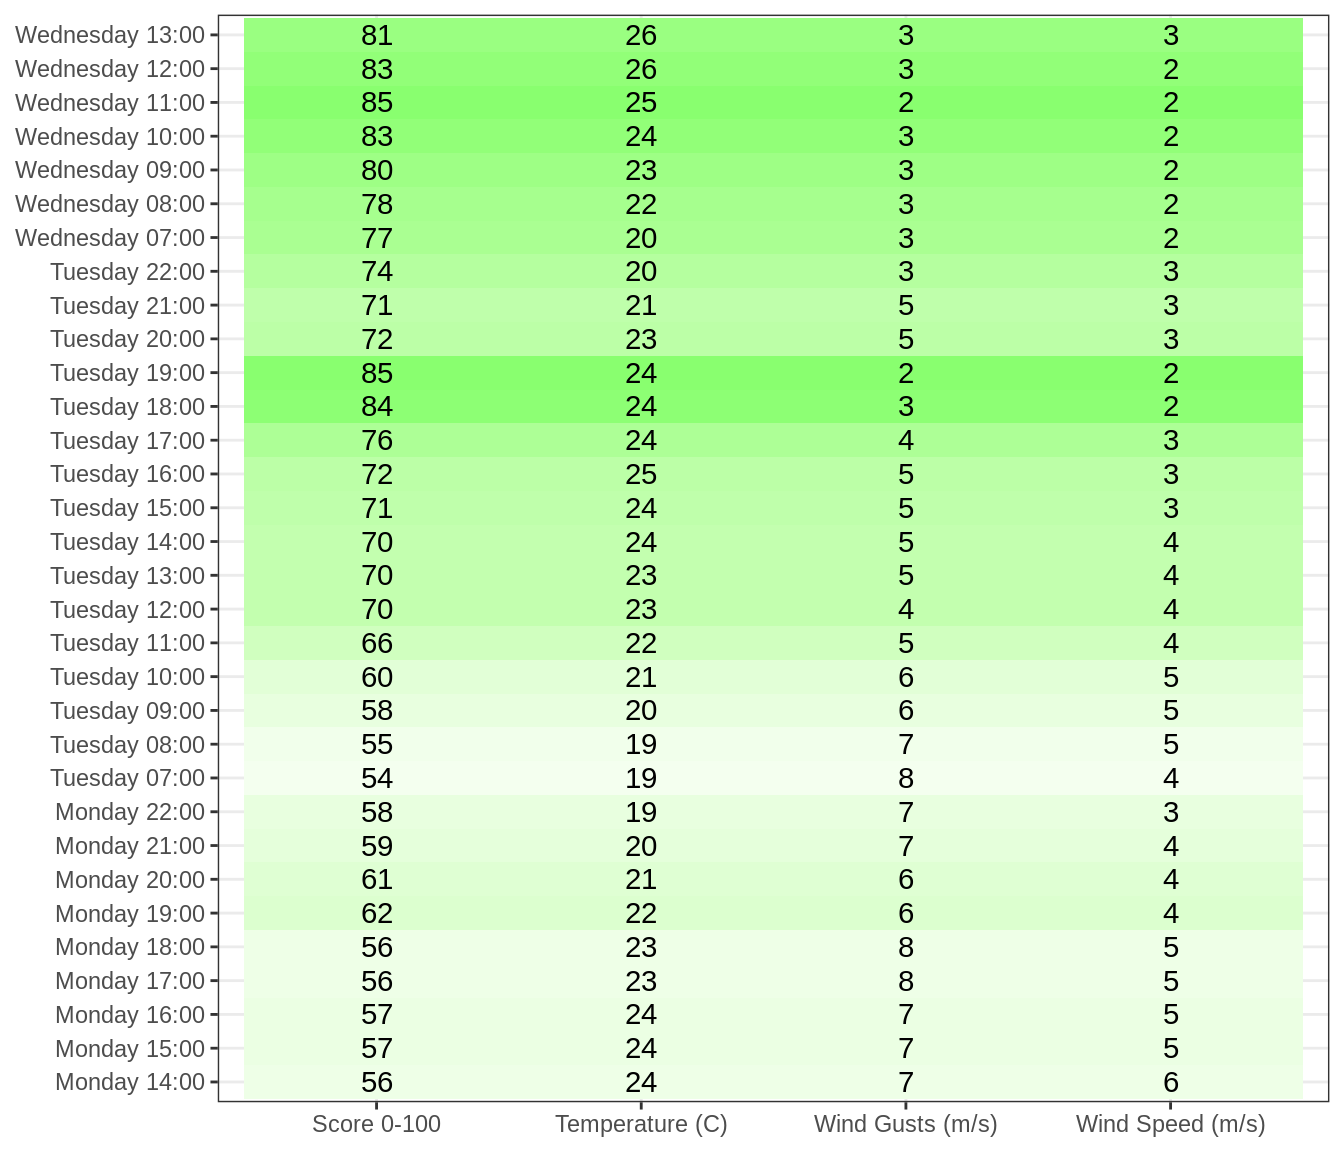 Wednesday 13:00 81 26 3 3
Wednesday 12:00 83 26 3 2
Wednesday 11:00 85 25 2 2
Wednesday 10:00 83 24 3 2
Wednesday 09:00 80 23 3 2
Wednesday 08:00 78 22 3 2
Wednesday 07:00 77 20 3 2
Tuesday 22:00 74 20 3 3
Tuesday 21:00 71 21 5 3
Tuesday 20:00 72 23 5 3
Tuesday 19:00 85 24 2 2
Tuesday 18:00 84 24 3 2
Tuesday 17:00 76 24 4 3
Tuesday 16:00 72 25 5 3
Tuesday 15:00 71 24 5 3
Tuesday 14:00 70 24 5 4
Tuesday 13:00 70 23 5 4
Tuesday 12:00 70 23 4 4
Tuesday 11:00 66 22 5 4
Tuesday 10:00 60 21 6 5
Tuesday 09:00 58 20 6 5
Tuesday 08:00 55 19 7 5
Tuesday 07:00 54 19 8 4
Monday 22:00 58 19 7 3
Monday 21:00 59 20 7 4
Monday 20:00 61 21 6 4
Monday 19:00 62 22 6 4
Monday 18:00 56 23 8 5
Monday 17:00 56 23 8 5
Monday 16:00 57 24 7 5
Monday 15:00 57 24 7 5
Monday 14:00 56 24 7 6
Score 0-100 Temperature (C) Wind Gusts (m/s) Wind Speed (m/s)